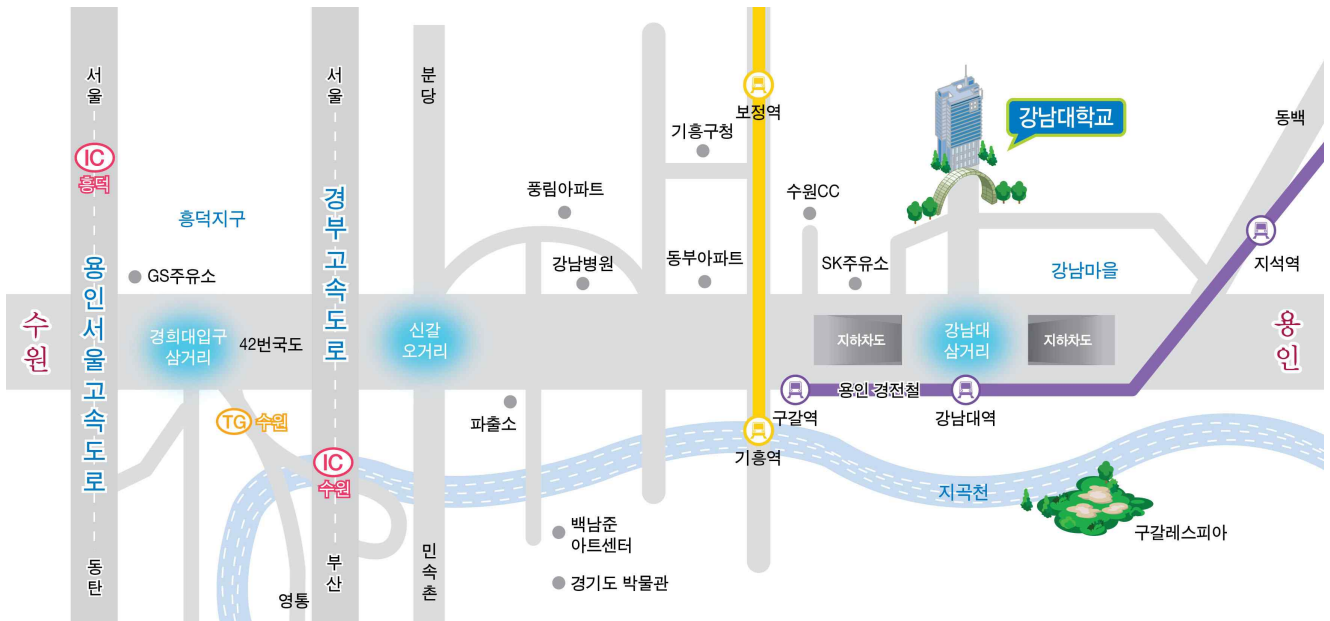 서울
서울
분당
보정역
강남대학교
동백
기흥구청
IC
흥덕
풍림아파트
수원CC
흥덕지구
경부고속도로
용인서울고속도로
GS주유소
강남병원
동부아파트
SK주유소
강남마을
지석역
수원
경희대입구
삼거리
42번국도
신갈
오거리
지하차도
강남대
삼거리
지하차도
용인
용인 경전철
구갈역
강남대역
TG 수원
파출소
기흥역
IC
수원
지곡천
구갈레스피아
백남준
아트센터
경기도 박물관
동탄
영통
부산
민속촌